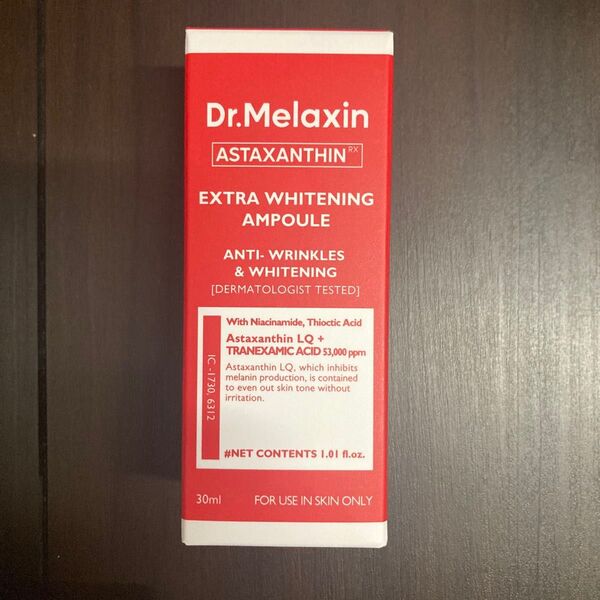 Dr.Melaxin
ASTAXANTHIN RX
EXTRA WHITENING
AMPOULE
ANTI- WRINKLES
& WHITENING
[DERMATOLOGIST TESTED]
With Niacinamide, Thioctic Acid
Astaxanthin LQ +
TRANEXAMIC ACID 53,000 ppm
Astaxanthin LQ, which inhibits
melanin production, is contained
to even out skin tone without
irritation.
IC -1730, 6312
#NET CONTENTS 1.01 fl.oz.
30ml FOR USE IN SKIN ONLY